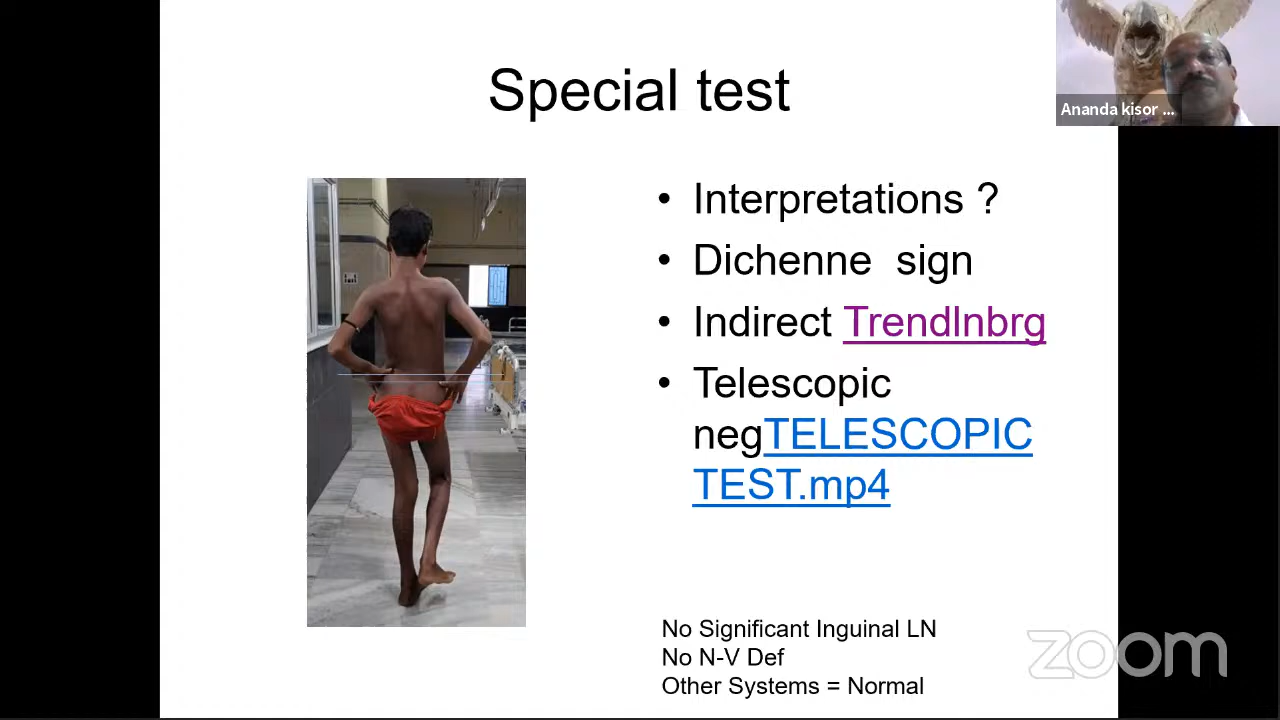 Special test
Ananda kisor ...
• Interpretations ?
• Dichenne sign
• Indirect Trendlnbrg
• Telescopic
negTELESCOPIC
TEST.mp4
No Significant Inguinal LN
No N-V Def
Other Systems = Normal
zoom